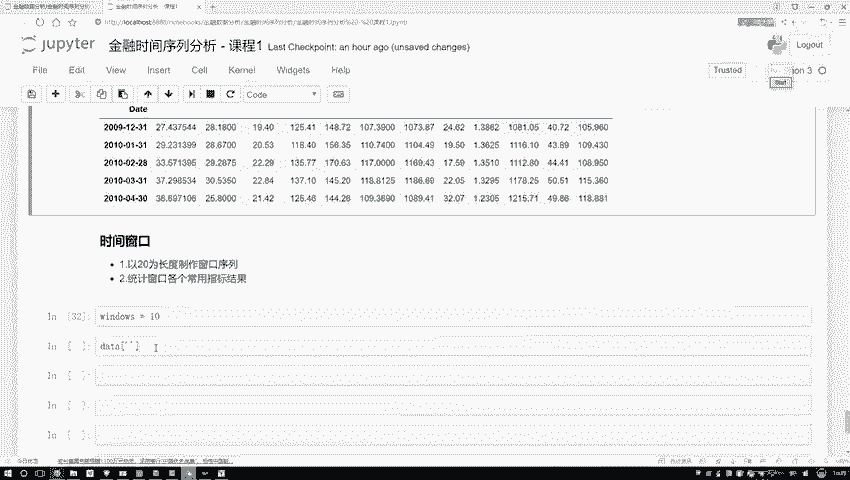 http://localhost:8888/notebooks/
jupyter 金融时间序列分析 - 课程1 Last Checkpoint: an hour ago (unsaved changes)
Logout
File Edit View Insert Cell Kernel Widgets Help
Trusted
Code
Date
2009-12-31 27.437544 28.1800 19.40 125.41 148.72 107.3900 1073.87 24.62 1.3862 1081.05 40.72 105.960
2010-01-31 29.231399 28.6700 20.53 118.40 156.35 110.7400 1104.49 19.50 1.3625 1116.10 43.89 109.430
2010-02-28 33.571395 29.2875 22.29 135.77 170.63 117.0000 1169.43 17.59 1.3510 1112.80 44.41 108.950
2010-03-31 37.298534 30.5350 22.84 137.10 145.20 118.8125 1186.69 22.05 1.3295 1178.25 50.51 115.360
2010-04-30 36.697106 25.8000 21.42 125.46 144.26 109.3690 1089.41 32.07 1.2305 1215.71 49.86 118.881
时间窗口
1.以20为长度制作窗口序列
2.统计窗口各个常用指标结果
In [32]: windows = 10
In [ ]: data['']
In [ ]:
In [ ]:
In [ ]: